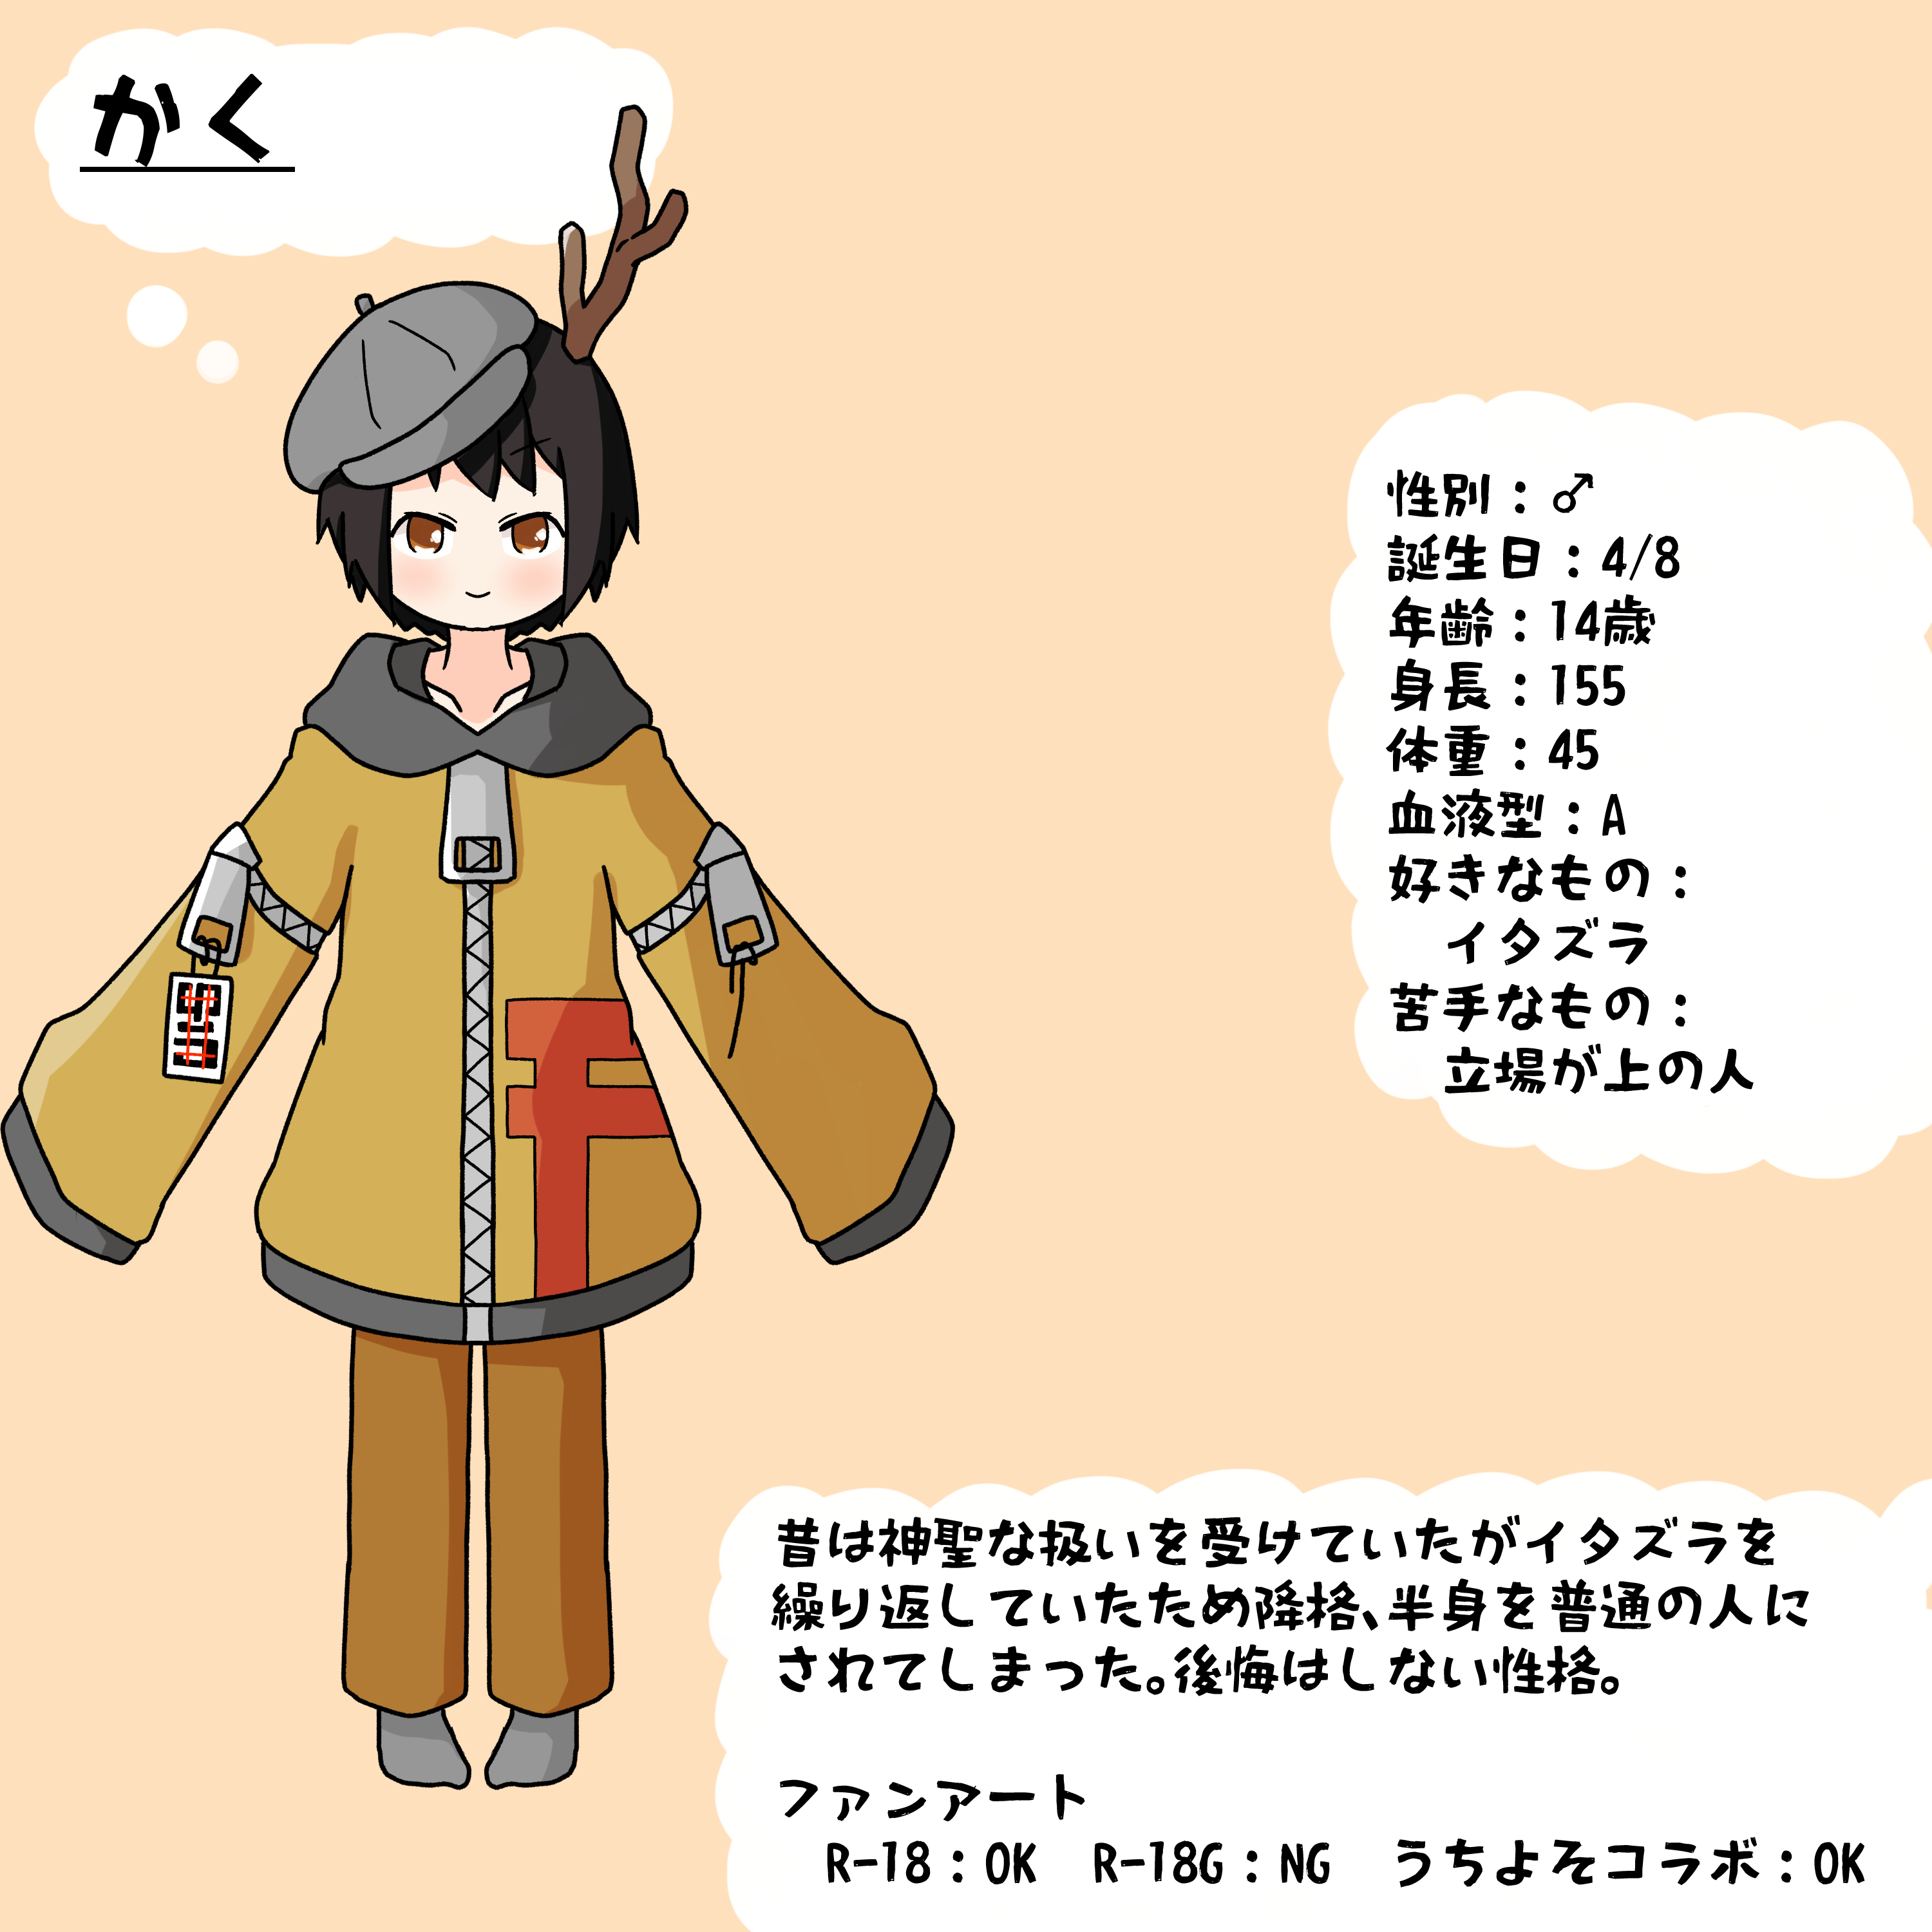 かく
性別：♂
誕生日：4/8
年齢：14歳
身長：155
体重：45
血液型：A
好きなもの：
イタズラ
苦手なもの：
立場が上の人
昔は神聖な扱いを受けていたがイタズラを
繰り返していたため降格、半身を普通の人に
されてしまった。後悔はしない性格。
ファンアート
R-18：OK　R-18G：NG　うちよそコラボ：OK